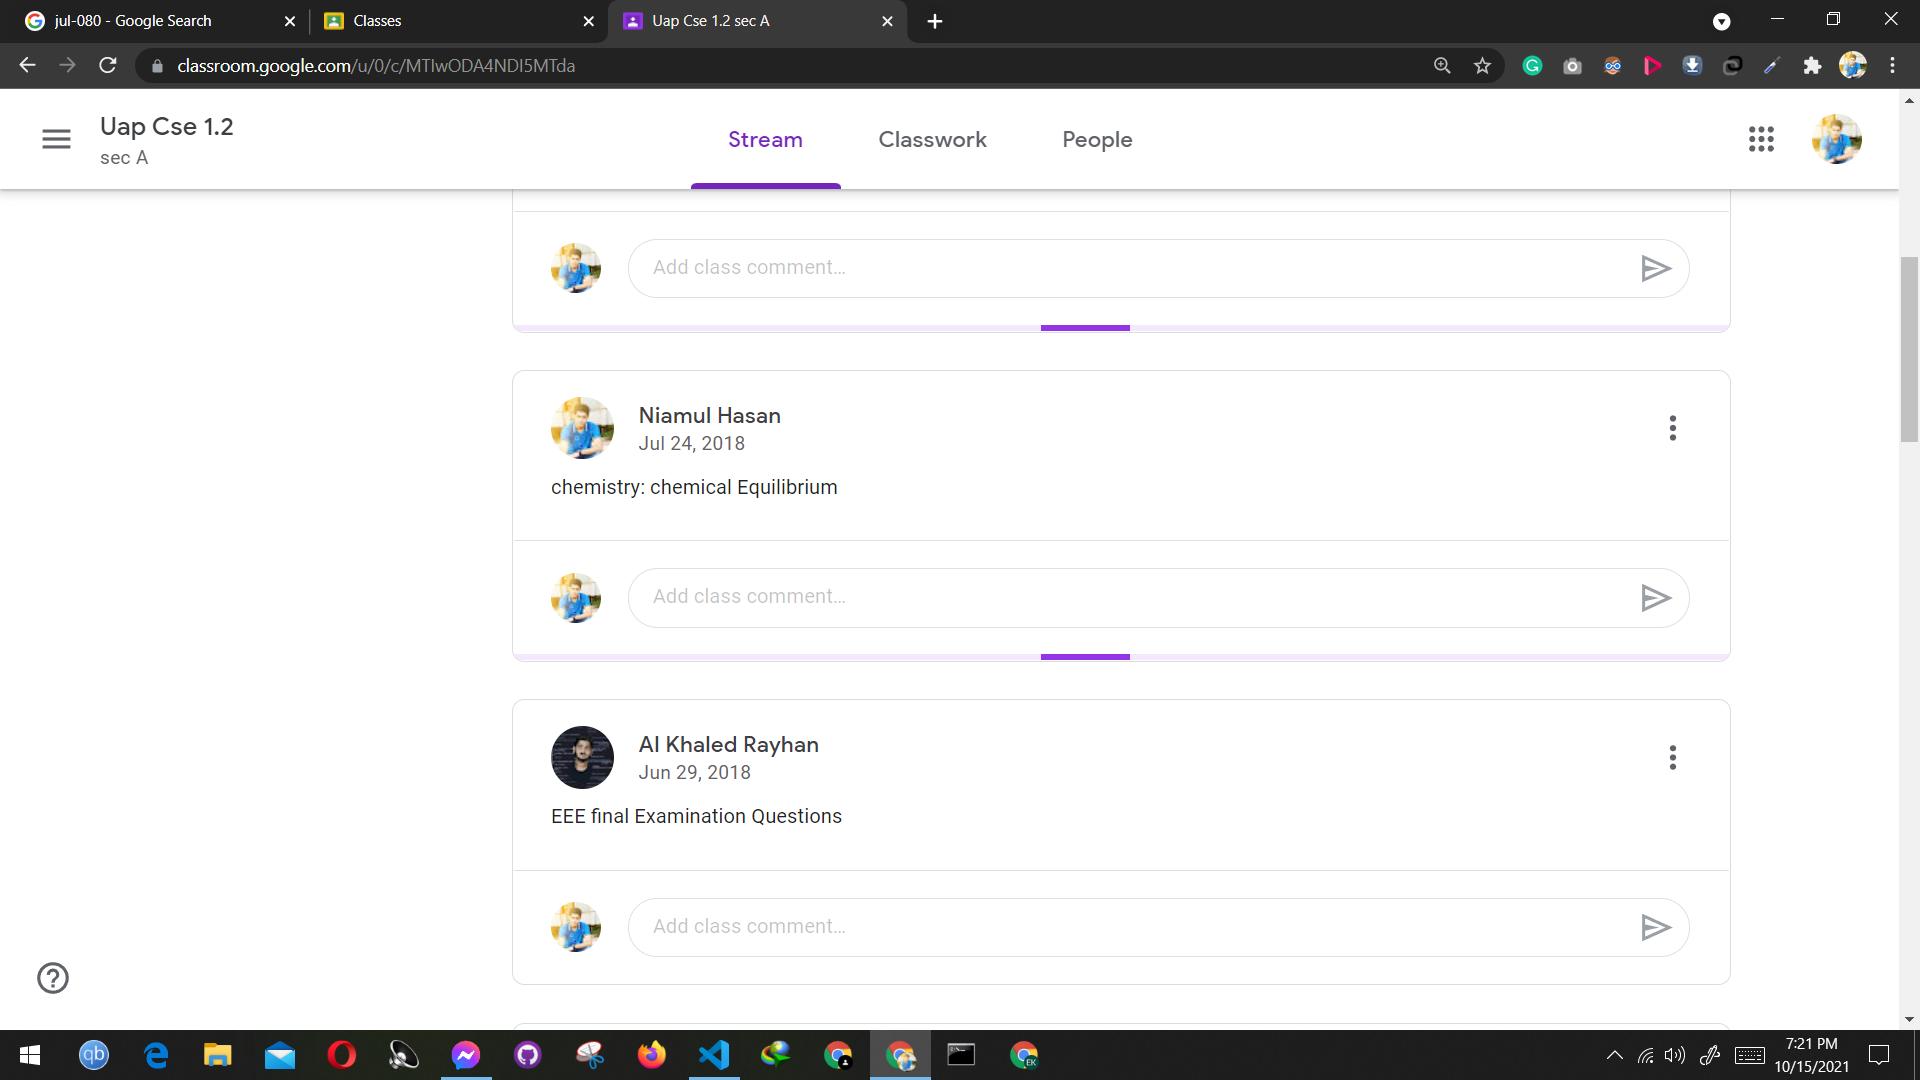 jul-080 - Google Search
Classes
Uap Cse 1.2 sec A
classroom.google.com/u/0/c/MTIwODA4NDI5MTda
Uap Cse 1.2
sec A
Stream
Classwork
People
Add class comment...
Niamul Hasan
Jul 24, 2018
chemistry: chemical Equilibrium
Add class comment...
Al Khaled Rayhan
Jun 29, 2018
EEE final Examination Questions
Add class comment...
qb
EK
7:21 PM
10/15/2021